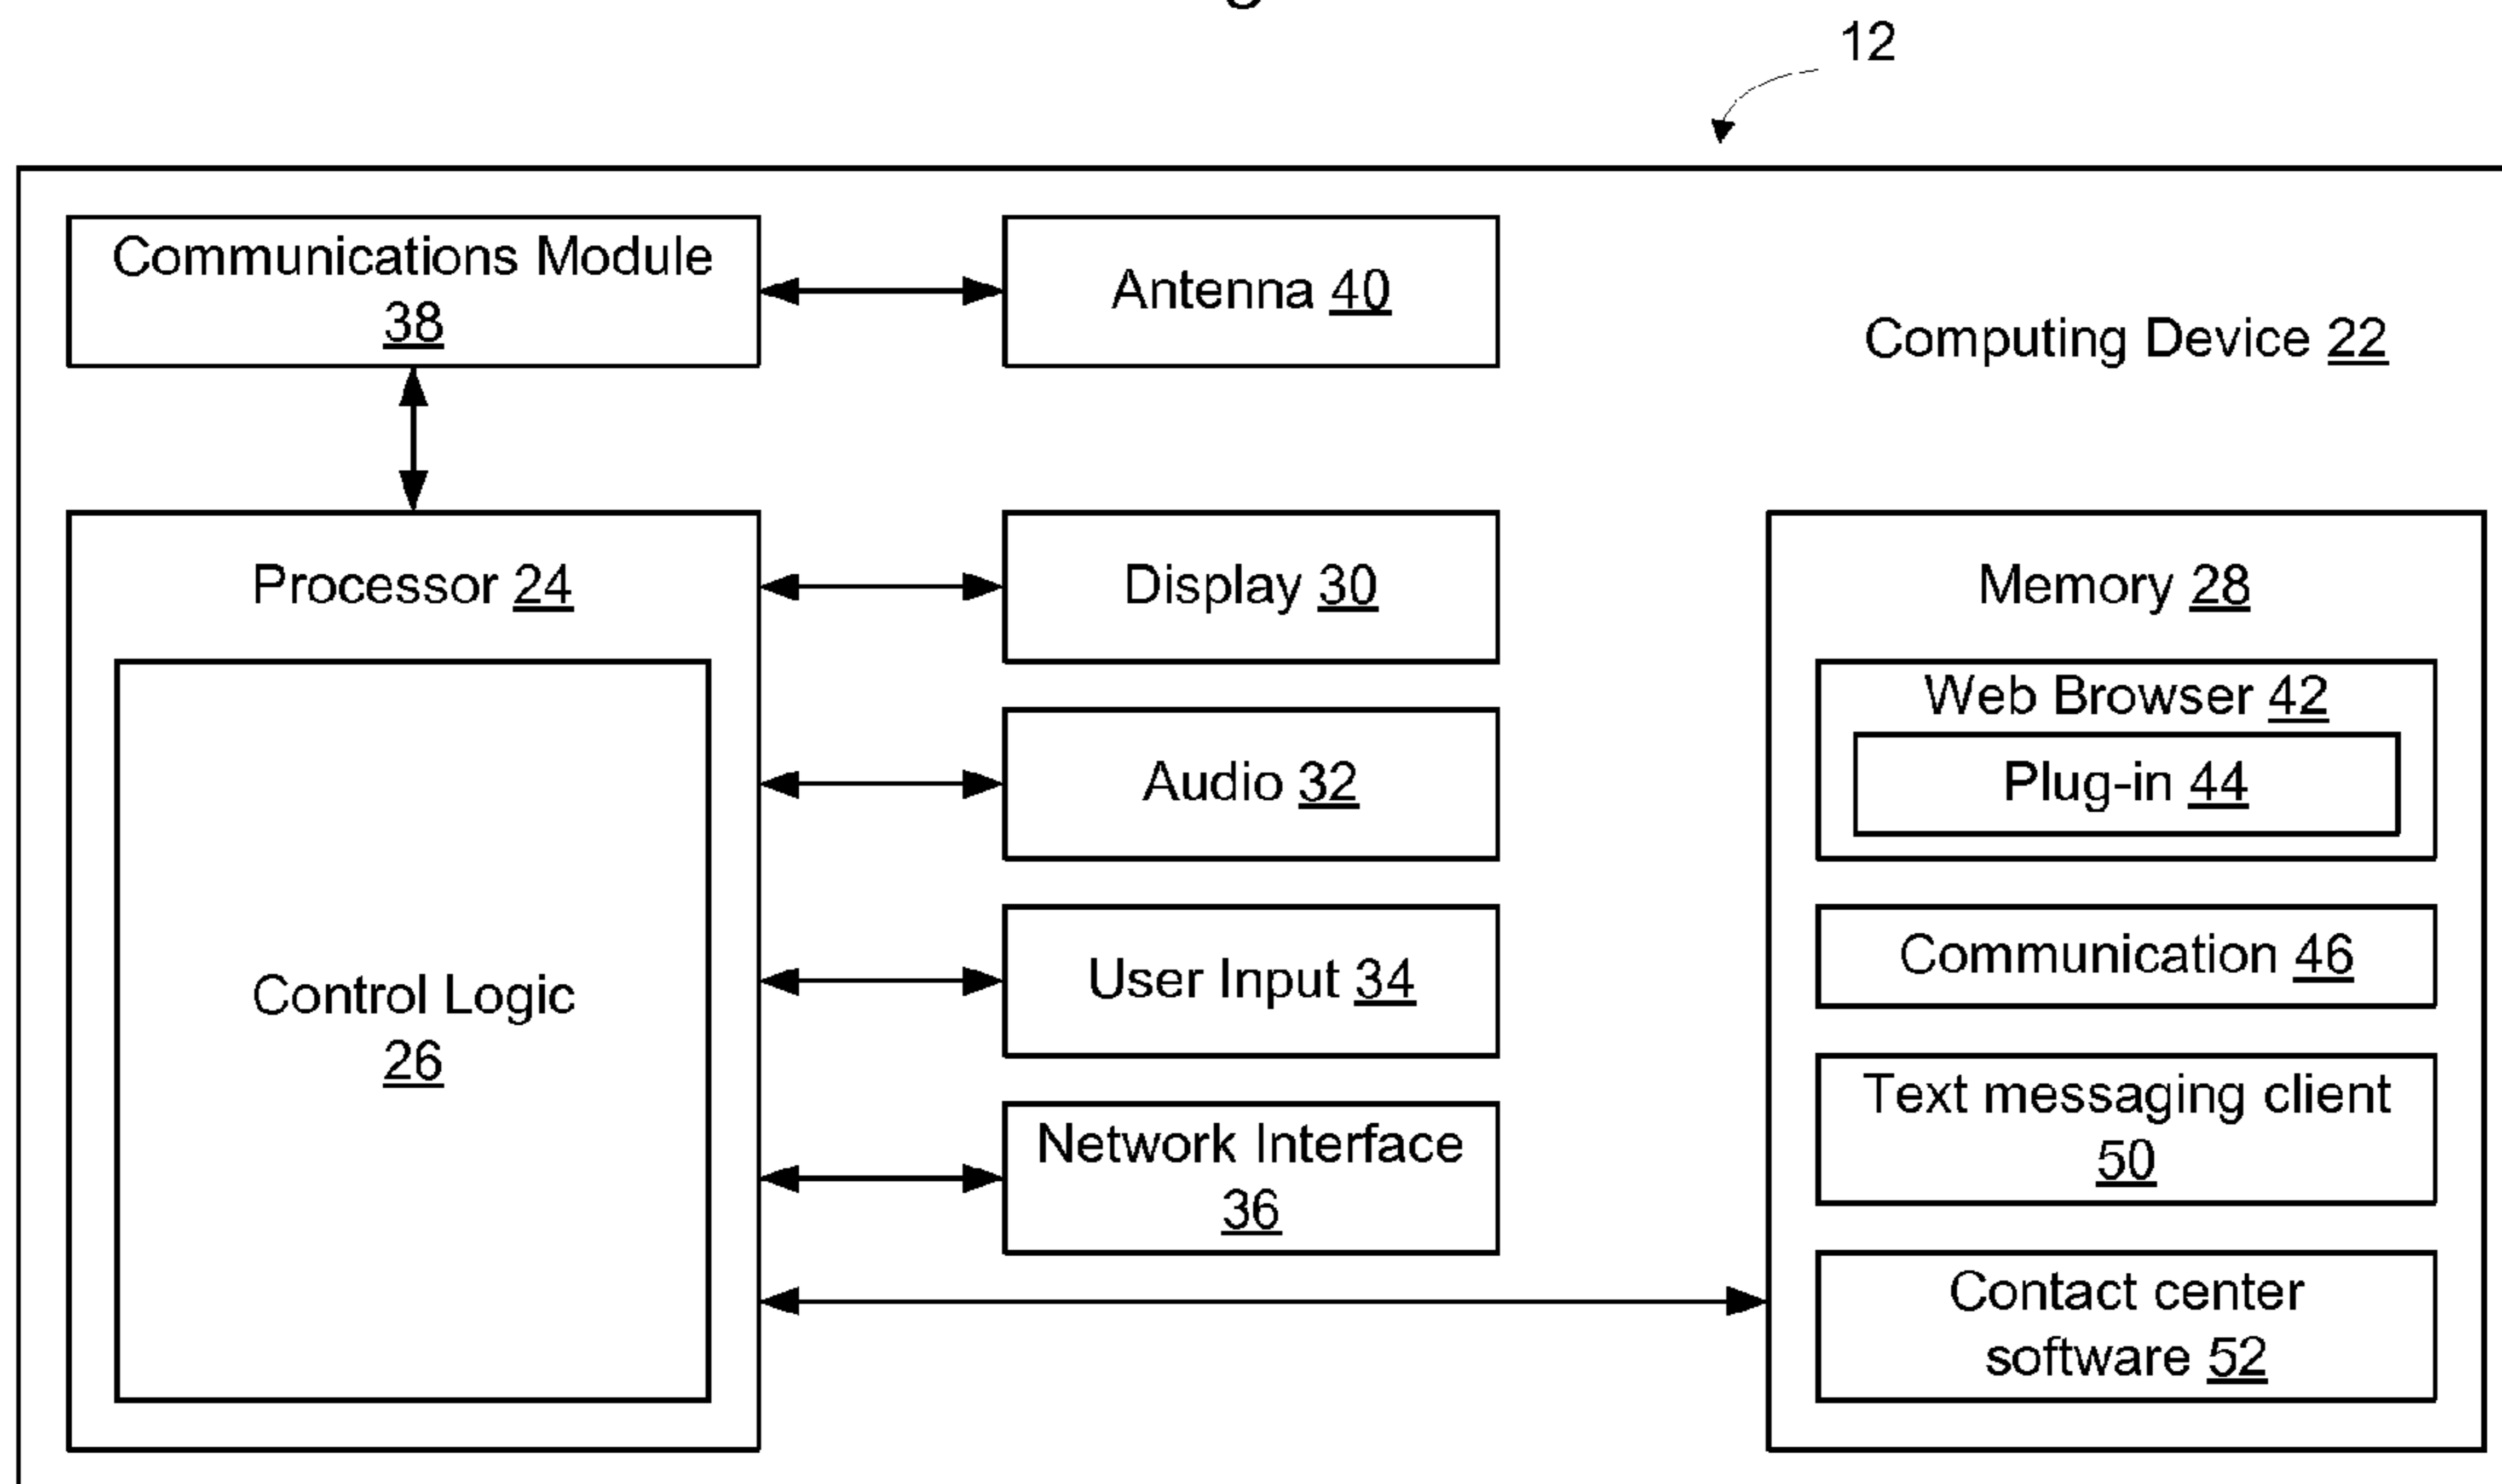 12
Communications Module
38
Antenna 40
Computing Device 22
Processor 24
Control Logic
26
Display 30
Audio 32
User Input 34
Network Interface
36
Memory 28
Web Browser 42
Plug-in 44
Communication 46
Text messaging client
50
Contact center
software 52